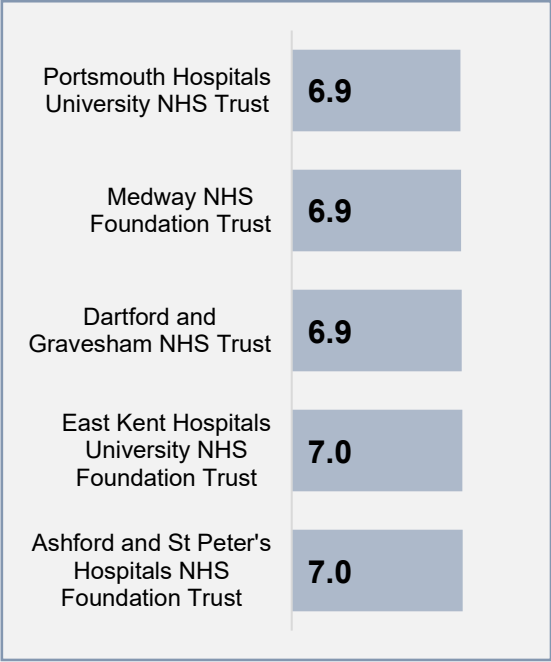 Portsmouth Hospitals
University NHS Trust
6.9
Medway NHS
Foundation Trust
6.9
Dartford and
Gravesham NHS Trust
6.9
East Kent Hospitals
University NHS
Foundation Trust
7.0
Ashford and St Peter's
Hospitals NHS
Foundation Trust
7.0